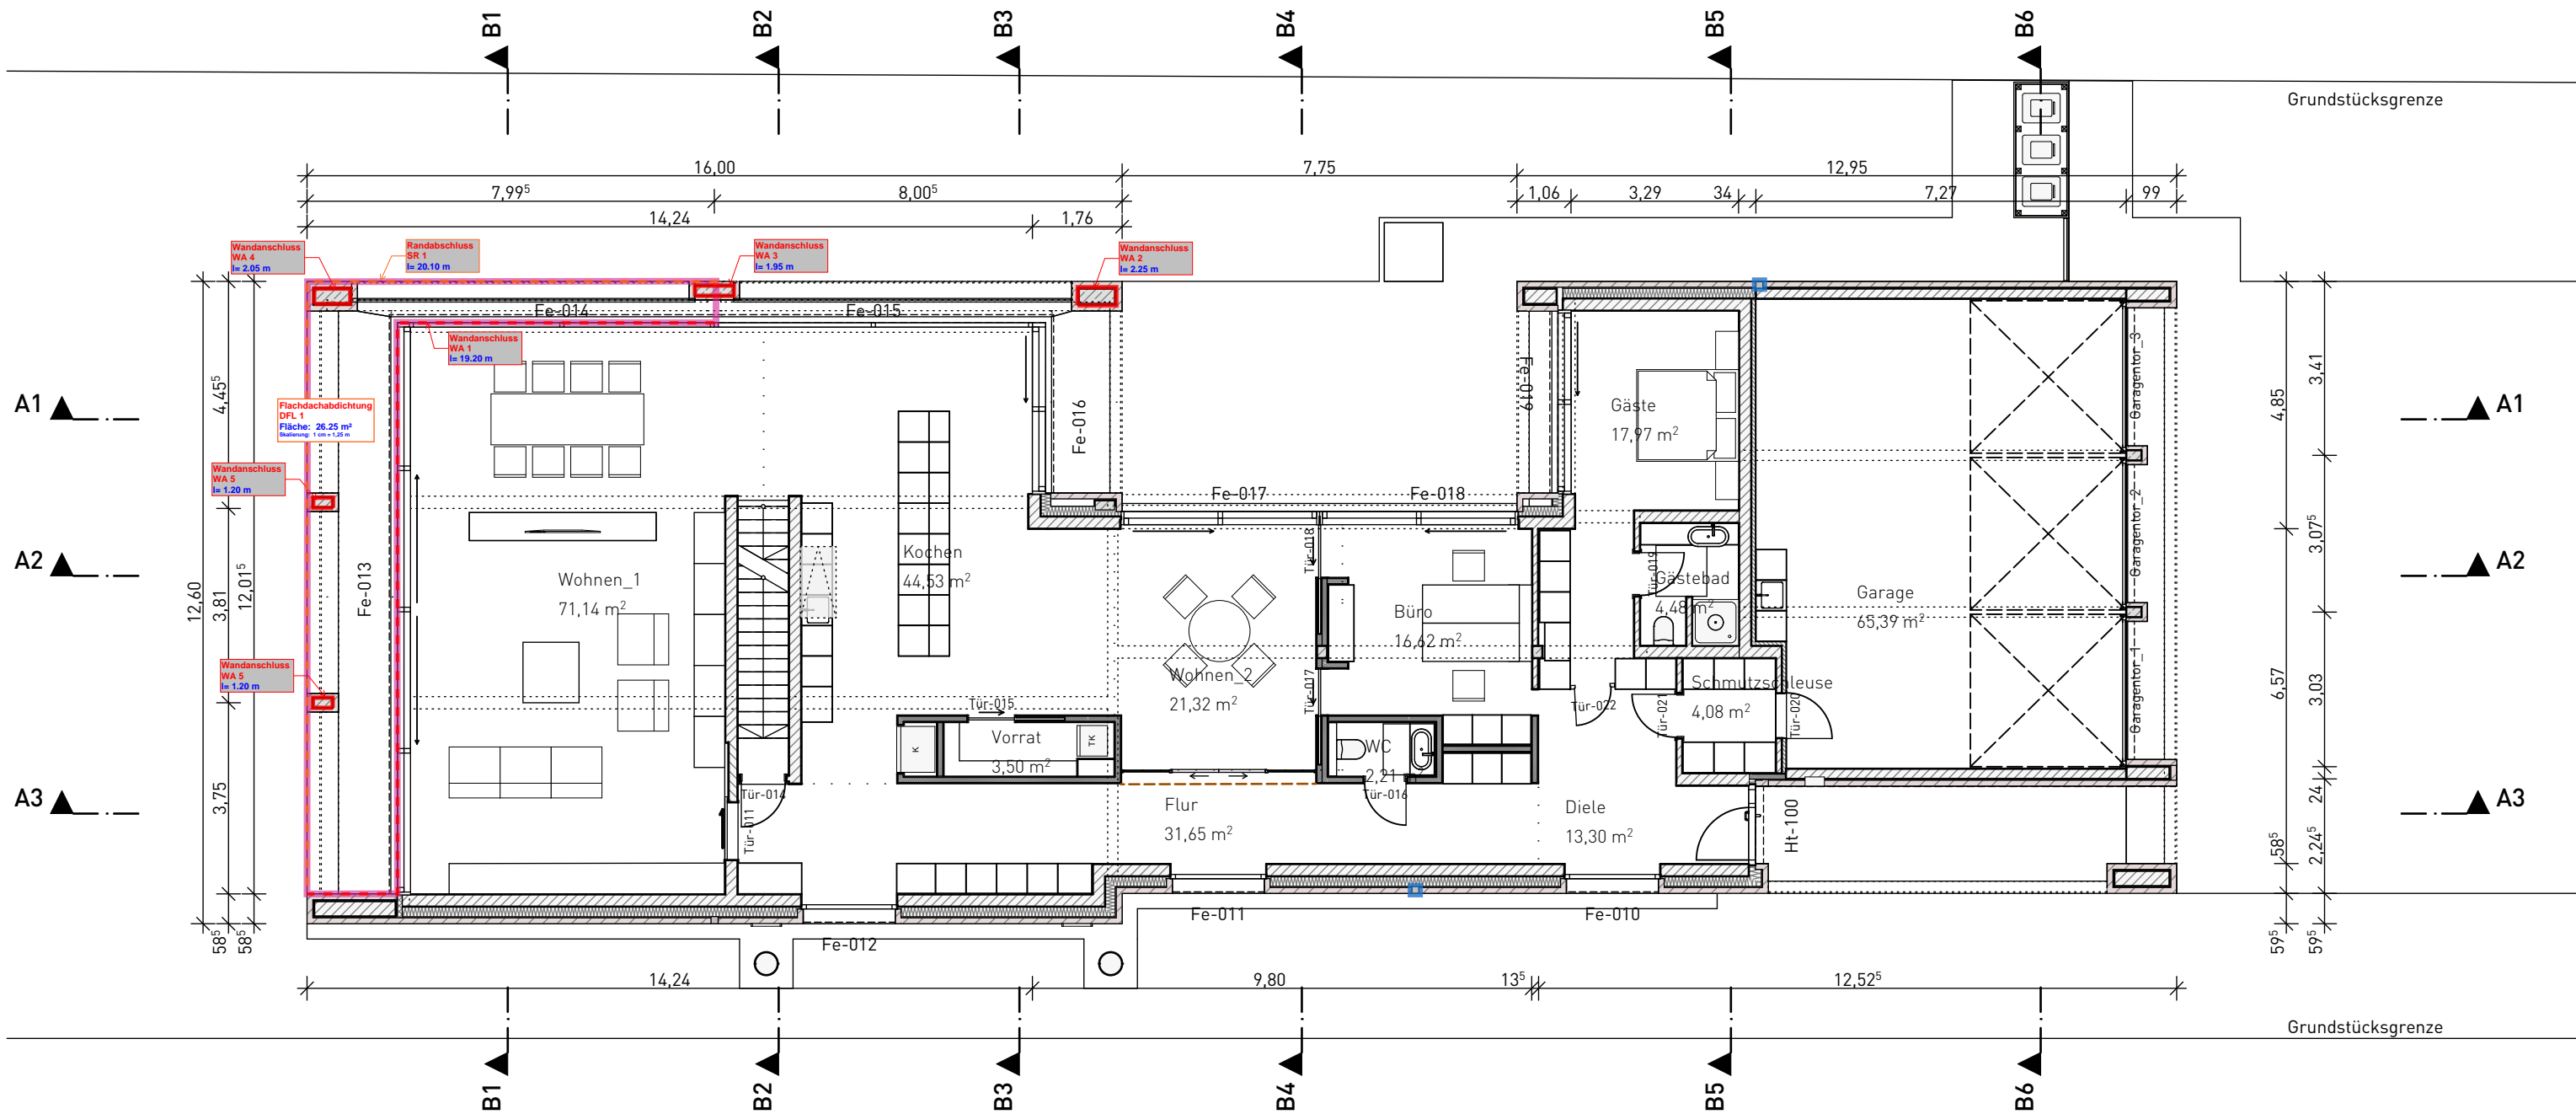 B1
B2
B3
B4
B5
B6
Grundstücksgrenze
16,00
7,75
12,95
7,99⁵
8,00⁵
1,06
3,29
34
7,27
99
14,24
1,76
Wandanschluss
WA 4
l= 2.05 m
Randabschluss
SR 1
l= 20.10 m
Wandanschluss
WA 3
l= 1.95 m
Wandanschluss
WA 2
l= 2.25 m
Fe-014
Fe-015
Wandanschluss
WA 1
l= 19.20 m
Flachdachabdichtung
DFL 1
Fläche: 26.25 m²
Skalierung: 1 cm = 1,25 m
Wandanschluss
WA 5
l= 1.20 m
Wandanschluss
WA 5
l= 1.20 m
A1
A1
A2
A2
A3
A3
12,60
4,45⁵
3,81
3,75
12,01⁵
58⁵
58⁵
Fe-013
Fe-016
Fe-019
Fe-017
Fe-018
Gäste
17,97 m²
Garagentor_3
Garagentor_2
Garagentor_1
4,85
6,57
58⁵
59⁵
3,41
3,07⁵
3,03
24
2,24⁵
59⁵
Wohnen_1
71,14 m²
Kochen
44,53 m²
Tür-018
Tür-017
Büro
16,62 m²
Tür-019
Gästebad
4,48 m²
Garage
65,39 m²
Wohnen_2
21,32 m²
Schmutzschleuse
4,08 m²
Tür-022
Tür-021
Tür-020
Tür-015
Vorrat
3,50 m²
K
TK
WC
2,21 m²
Tür-016
Tür-014
Tür-011
Flur
31,65 m²
Diele
13,30 m²
Ht-100
Fe-012
Fe-011
Fe-010
14,24
9,80
13⁵
12,52⁵
Grundstücksgrenze
B1
B2
B3
B4
B5
B6